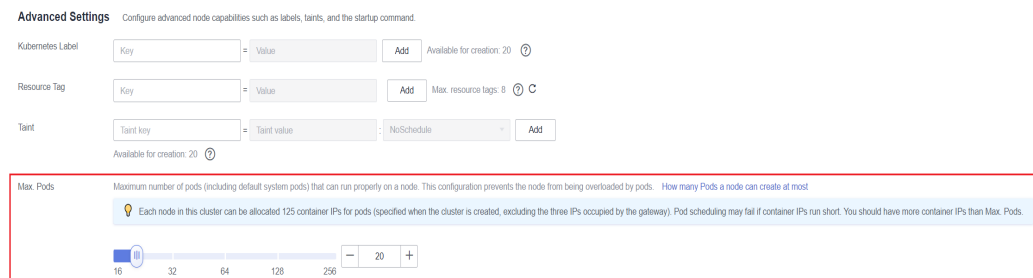 Advanced Settings Configure advanced node capabilities such as labels, taints, and the startup command.
Kubernetes Label Key = Value Add Available for creation: 20 ?
Resource Tag Key = Value Add Max. resource tags: 8 ?
Taint Taint key = Taint value : NoSchedule Add
Available for creation: 20 ?
Max. Pods Maximum number of pods (including default system pods) that can run properly on a node. This configuration prevents the node from being overloaded by pods. How many Pods a node can create at most
Each node in this cluster can be allocated 125 container IPs for pods (specified when the cluster is created, excluding the three IPs occupied by the gateway). Pod scheduling may fail if container IPs run short. You should have more container IPs than Max. Pods.
− 20 +
16 32 64 128 256